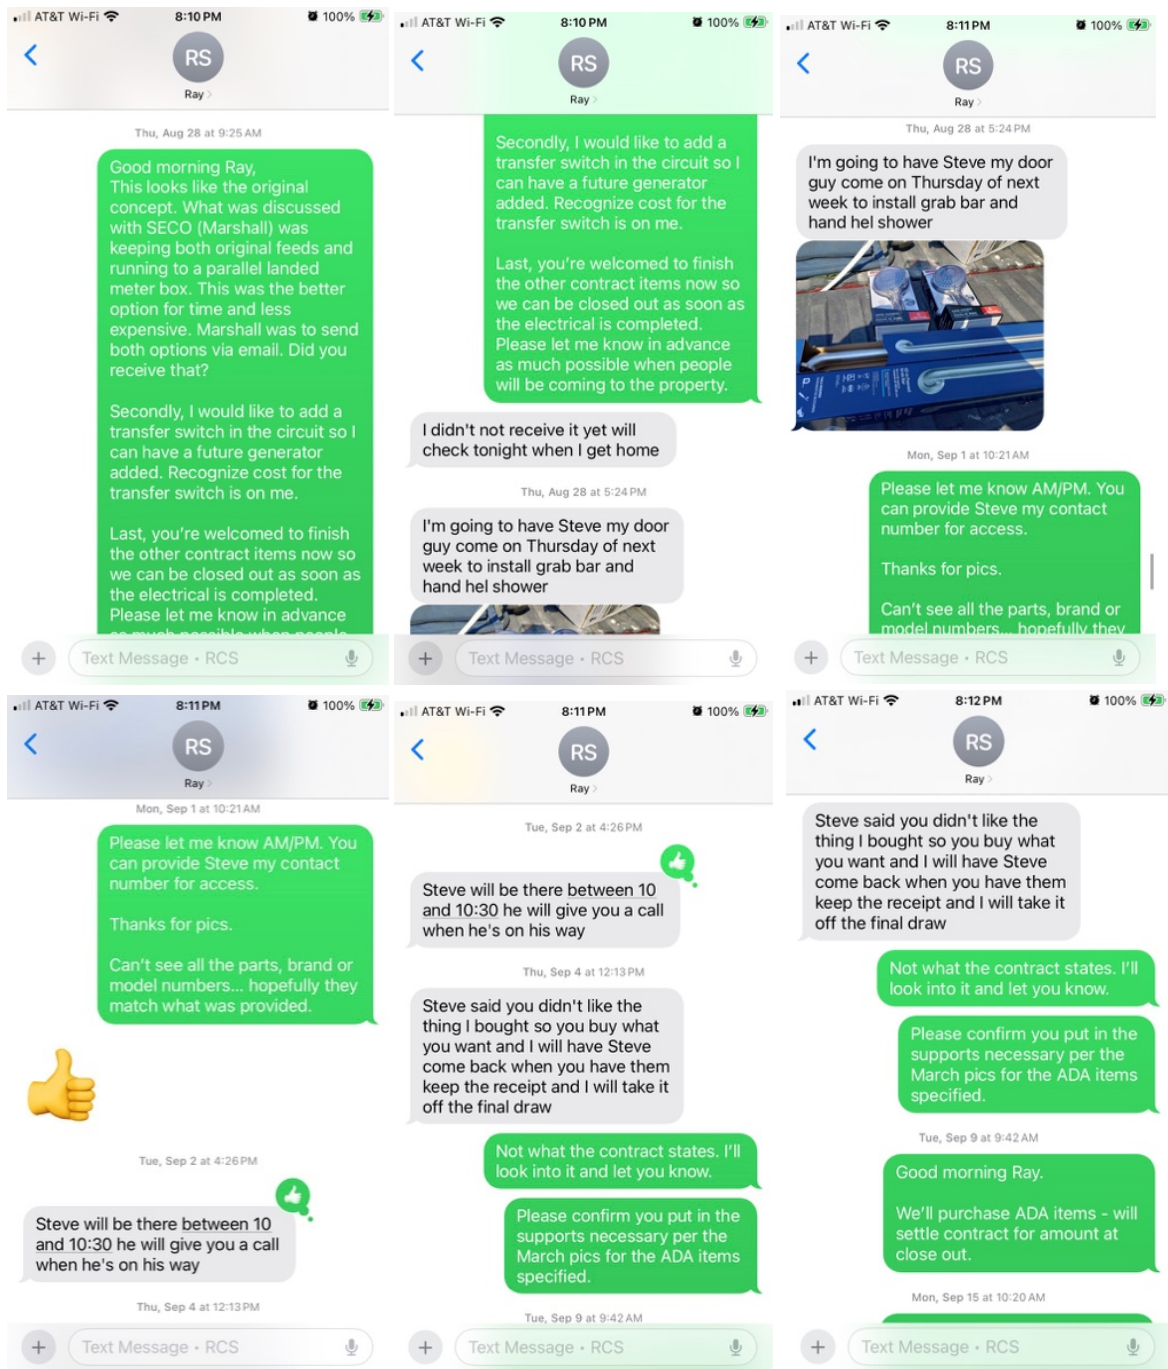 AT&T Wi-Fi 8:10 PM 100%
RS
Ray
Thu, Aug 28 at 9:25 AM
Good morning Ray,
This looks like the original
concept. What was discussed
with SECO (Marshall) was
keeping both original feeds and
running to a parallel landed
meter box. This was the better
option for time and less
expensive. Marshall was to send
both options via email. Did you
receive that?
Secondly, I would like to add a
transfer switch in the circuit so I
can have a future generator
added. Recognize cost for the
transfer switch is on me.
Last, you’re welcomed to finish
the other contract items now so
we can be closed out as soon as
the electrical is completed.
Please let me know in advance
as much possible when people
Text Message • RCS
AT&T Wi-Fi 8:10 PM 100%
RS
Ray
Secondly, I would like to add a
transfer switch in the circuit so I
can have a future generator
added. Recognize cost for the
transfer switch is on me.
Last, you’re welcomed to finish
the other contract items now so
we can be closed out as soon as
the electrical is completed.
Please let me know in advance
as much possible when people
will be coming to the property.
I didn't not receive it yet will
check tonight when I get home
Thu, Aug 28 at 5:24 PM
I'm going to have Steve my door
guy come on Thursday of next
week to install grab bar and
hand hel shower
Text Message • RCS
AT&T Wi-Fi 8:11 PM 100%
RS
Ray
Thu, Aug 28 at 5:24 PM
I'm going to have Steve my door
guy come on Thursday of next
week to install grab bar and
hand hel shower
Mon, Sep 1 at 10:21 AM
Please let me know AM/PM. You
can provide Steve my contact
number for access.
Thanks for pics.
Can’t see all the parts, brand or
model numbers... hopefully they
Text Message • RCS
AT&T Wi-Fi 8:11 PM 100%
RS
Ray
Mon, Sep 1 at 10:21 AM
Please let me know AM/PM. You
can provide Steve my contact
number for access.
Thanks for pics.
Can’t see all the parts, brand or
model numbers... hopefully they
match what was provided.
Tue, Sep 2 at 4:26 PM
Steve will be there between 10
and 10:30 he will give you a call
when he's on his way
Thu, Sep 4 at 12:13 PM
Text Message • RCS
AT&T Wi-Fi 8:11 PM 100%
RS
Ray
Tue, Sep 2 at 4:26 PM
Steve will be there between 10
and 10:30 he will give you a call
when he's on his way
Thu, Sep 4 at 12:13 PM
Steve said you didn't like the
thing I bought so you buy what
you want and I will have Steve
come back when you have them
keep the receipt and I will take it
off the final draw
Not what the contract states. I’ll
look into it and let you know.
Please confirm you put in the
supports necessary per the
March pics for the ADA items
specified.
Tue, Sep 9 at 9:42 AM
Text Message • RCS
AT&T Wi-Fi 8:12 PM 100%
RS
Ray
Steve said you didn't like the
thing I bought so you buy what
you want and I will have Steve
come back when you have them
keep the receipt and I will take it
off the final draw
Not what the contract states. I’ll
look into it and let you know.
Please confirm you put in the
supports necessary per the
March pics for the ADA items
specified.
Tue, Sep 9 at 9:42 AM
Good morning Ray.
We’ll purchase ADA items - will
settle contract for amount at
close out.
Mon, Sep 15 at 10:20 AM
Text Message • RCS